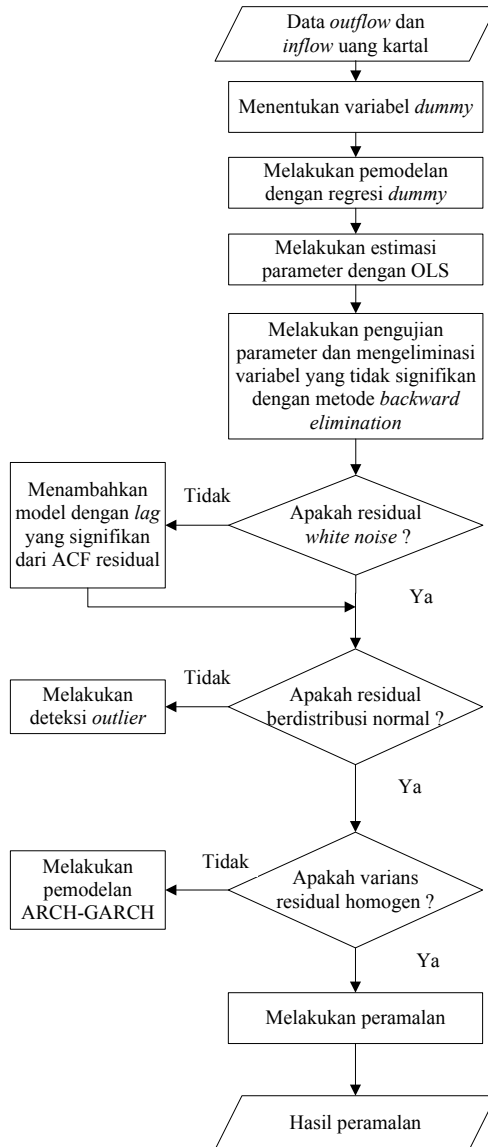 Data outflow dan
inflow uang kartal
Menentukan variabel dummy
Melakukan pemodelan
dengan regresi dummy
Melakukan estimasi
parameter dengan OLS
Melakukan pengujian
parameter dan mengeliminasi
variabel yang tidak signifikan
dengan metode backward
elimination
Tidak
Menambahkan
model dengan lag
yang signifikan
dari ACF residual
Apakah residual
white noise ?
Ya
Tidak
Melakukan
deteksi outlier
Apakah residual
berdistribusi normal ?
Ya
Tidak
Melakukan
pemodelan
ARCH-GARCH
Apakah varians
residual homogen ?
Ya
Melakukan peramalan
Hasil peramalan